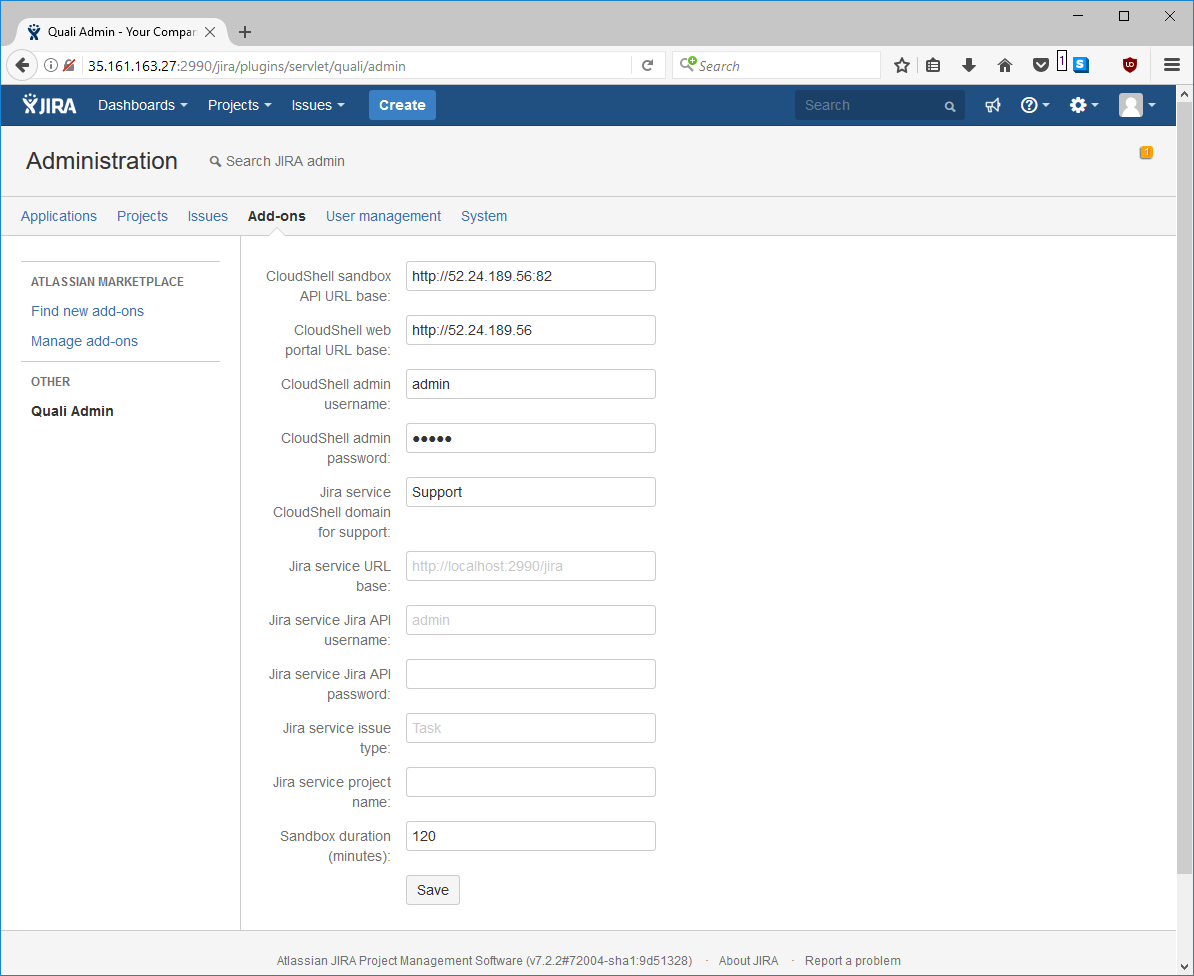 Quali Admin - Your Compan
35.161.163.27:2990/jira/plugins/servlet/quali/admin
Search
1
S
JIRA
Dashboards
Projects
Issues
Create
Search
Administration
Search JIRA admin
1
Applications
Projects
Issues
Add-ons
User management
System
ATLASSIAN MARKETPLACE
Find new add-ons
Manage add-ons
OTHER
Quali Admin
CloudShell sandbox
API URL base:
http://52.24.189.56:82
CloudShell web
portal URL base:
http://52.24.189.56
CloudShell admin
username:
admin
CloudShell admin
password:
●●●●●
Jira service
CloudShell domain
for support:
Support
Jira service URL
base:
http://localhost:2990/jira
Jira service Jira API
username:
admin
Jira service Jira API
password:
Jira service issue
type:
Task
Jira service project
name:
Sandbox duration
(minutes):
120
Save
Atlassian JIRA Project Management Software (v7.2.2#72004-sha1:9d51328) · About JIRA · Report a problem